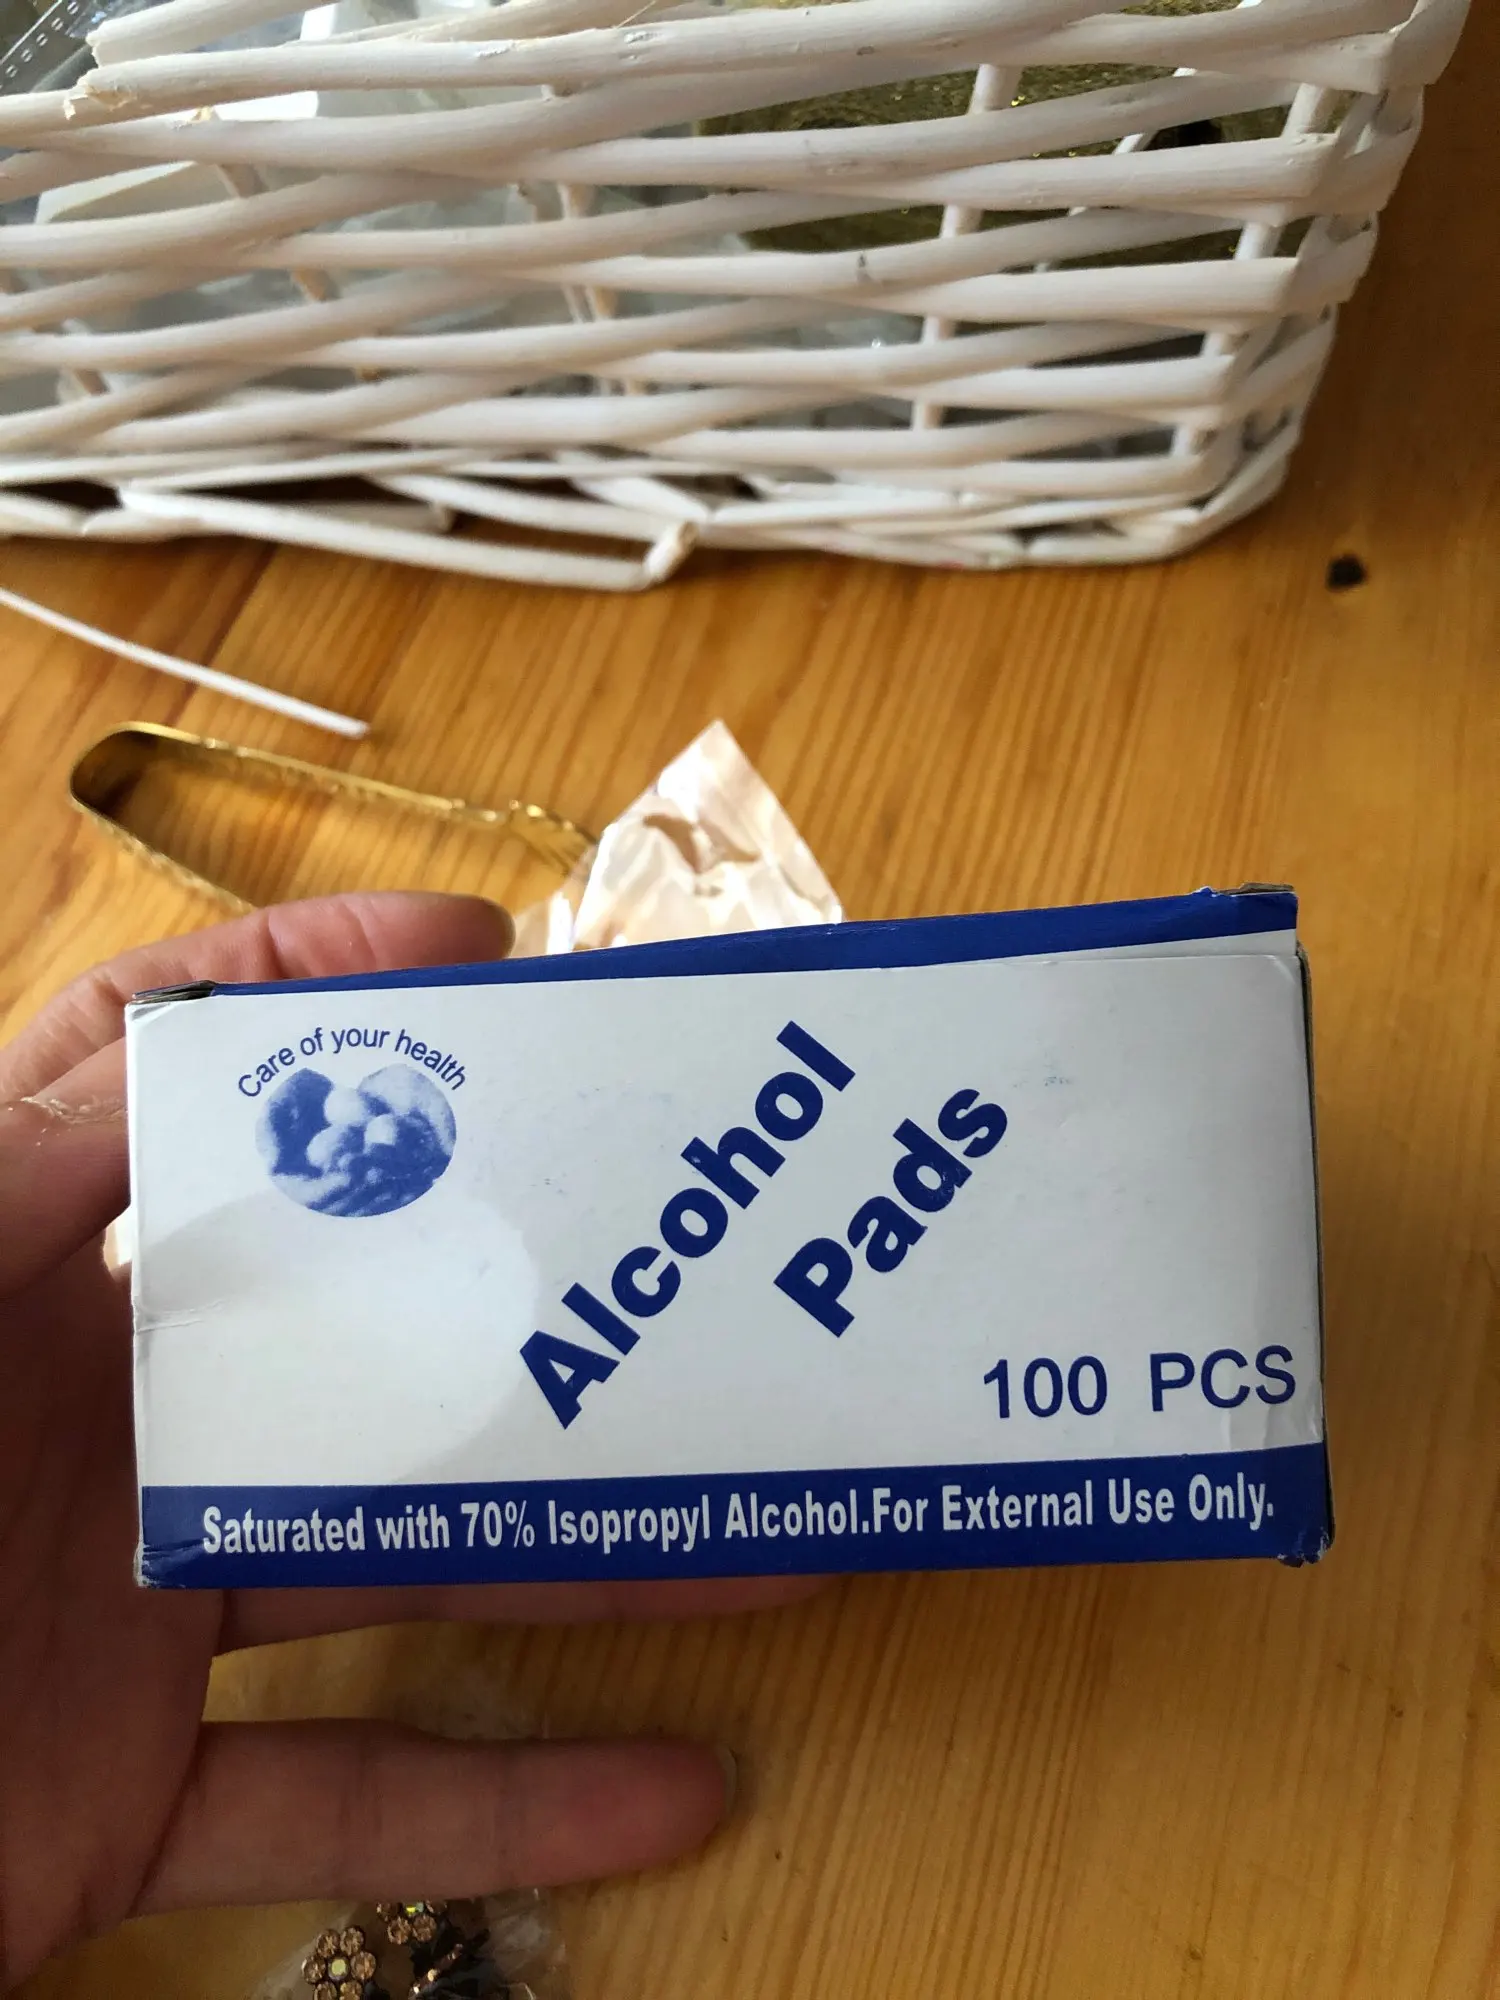 Care of your health
Alcohol
Pads
100 PCS
Saturated with 70% Isopropyl Alcohol.For External Use Only.